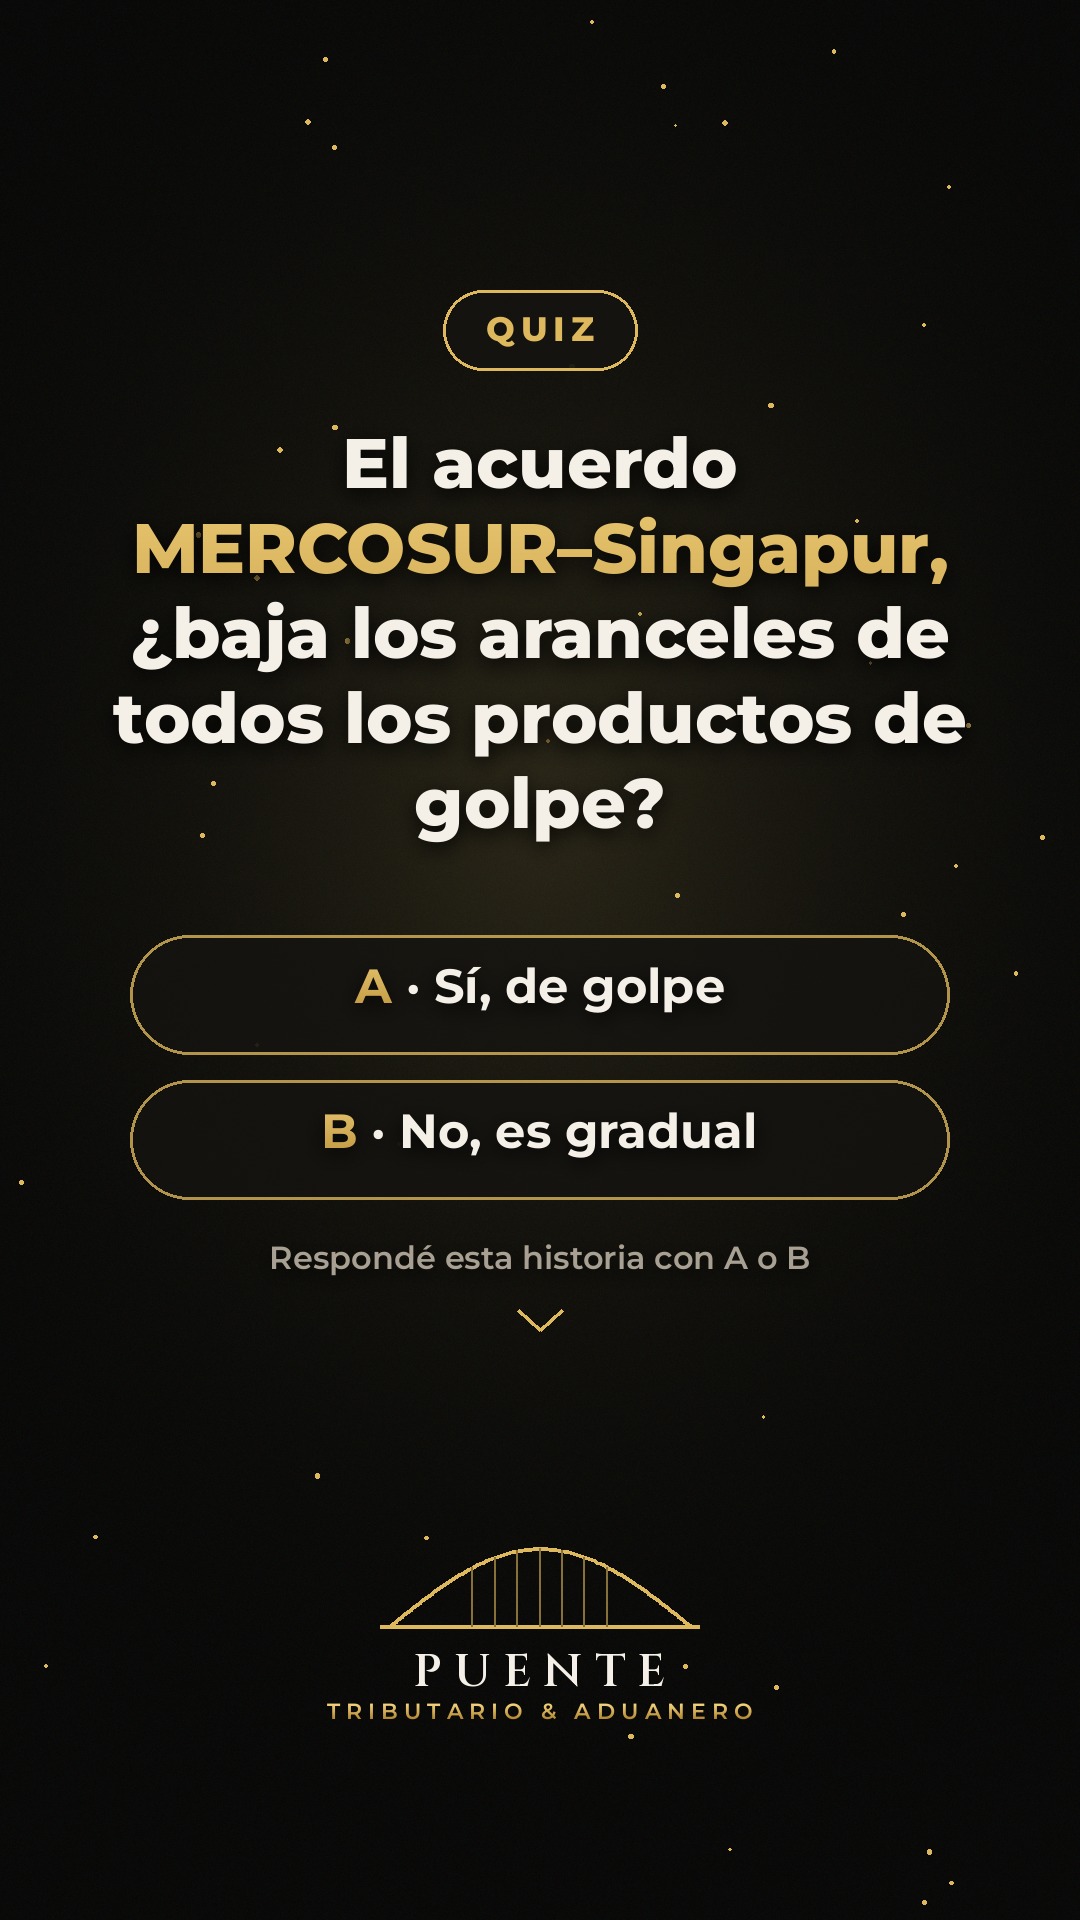 QUIZ
El acuerdo
MERCOSUR–Singapur,
¿baja los aranceles de
todos los productos de
golpe?
A · Sí, de golpe
B · No, es gradual
Respondé esta historia con A o B
PUENTE
TRIBUTARIO & ADUANERO